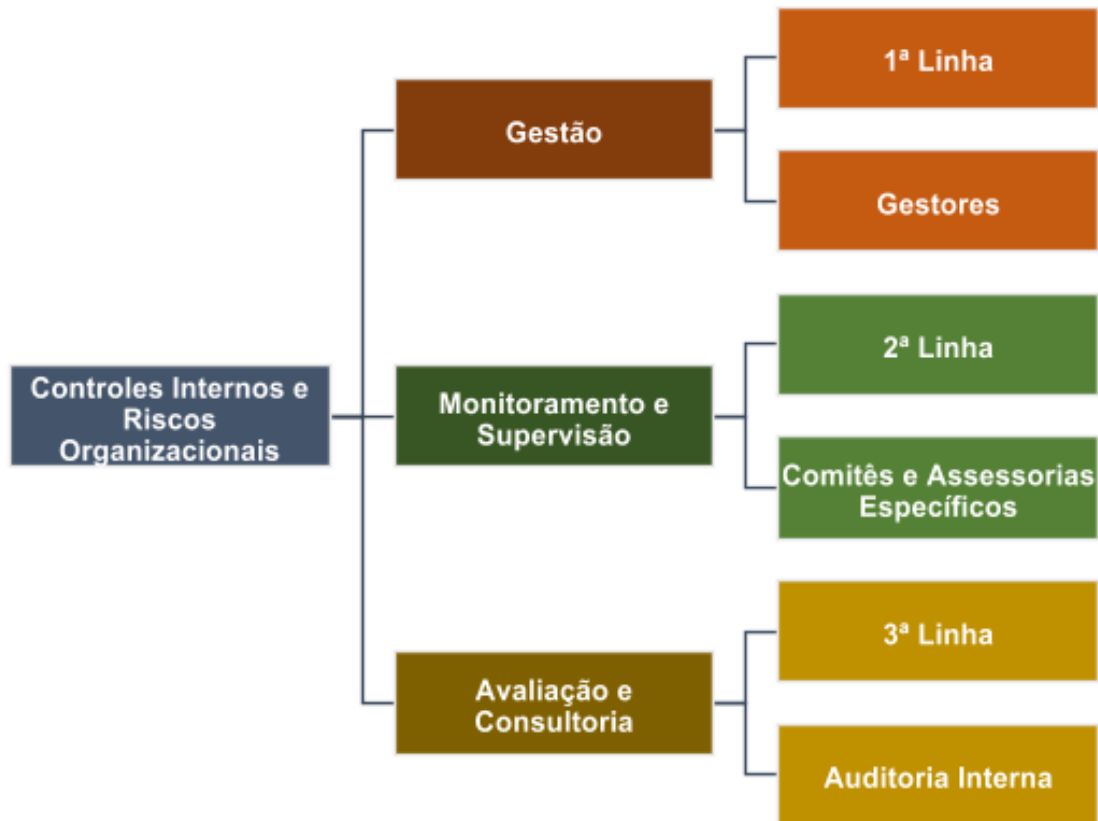 Controles Internos e
Riscos
Organizacionais
Gestão
1ª Linha
Gestores
Monitoramento e
Supervisão
2ª Linha
Comitês e Assessorias
Específicos
Avaliação e
Consultoria
3ª Linha
Auditoria Interna